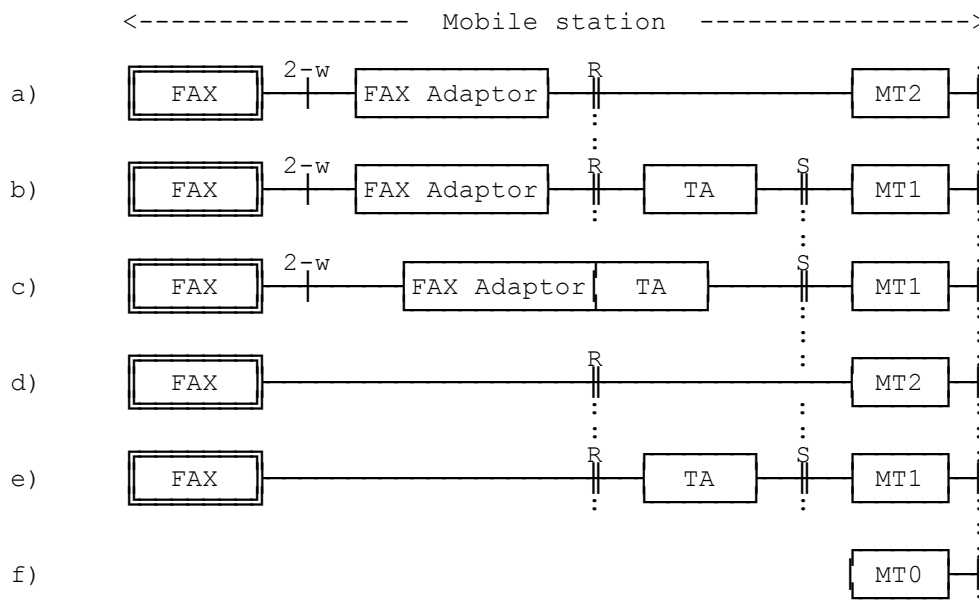 <----------------- Mobile station ----------------->
2-w R
a) FAX FAX Adaptor MT2
2-w R S
b) FAX FAX Adaptor TA MT1
2-w S
c) FAX FAX Adaptor TA MT1
R
d) FAX MT2
R S
e) FAX TA MT1
f) MT0